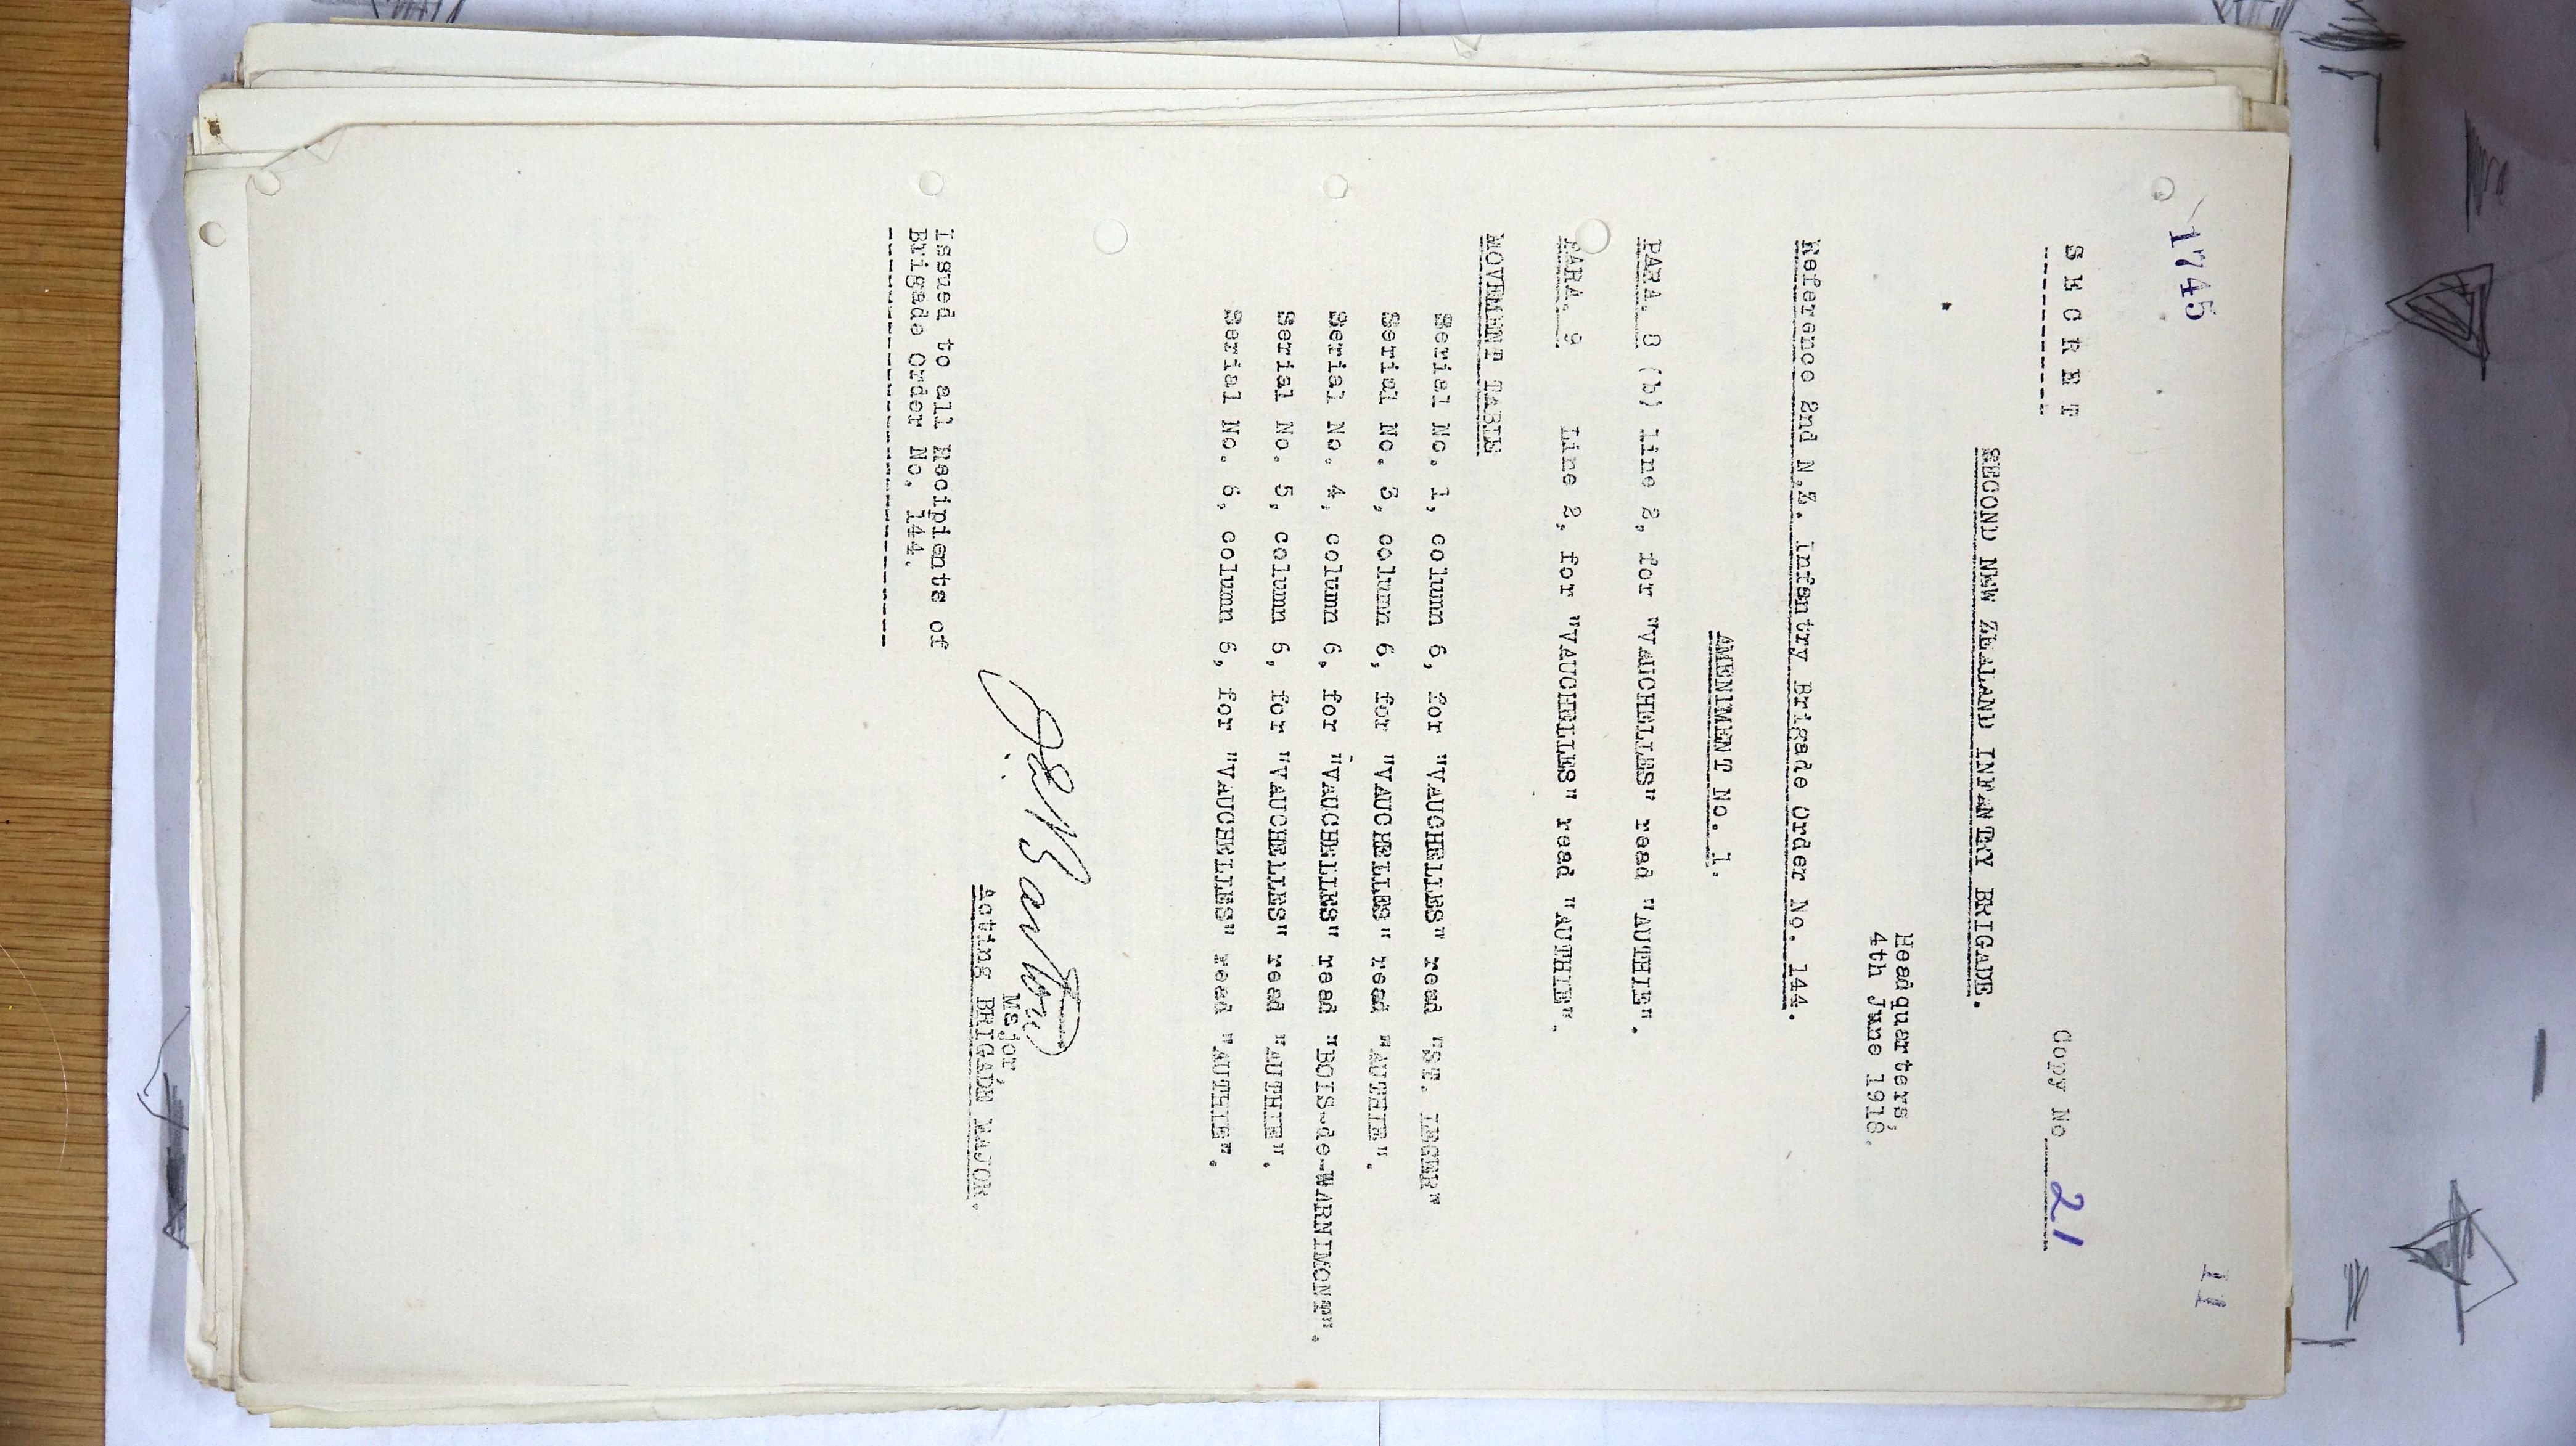 1745
11
S E C R E T
Copy No 21
SECOND NEW ZEALAND INFANTRY BRIGADE.
Headquarters,
4th June 1918.
Reference 2nd N.Z. Infantry Brigade Order No. 144.
AMENDMENT No. 1.
PARA. 8 (b) line 2, for "VAUCHELLES" read "AUTHIE".
PARA. 9 Line 2, for "VAUCHELLES" read "AUTHIE".
MOVEMENT TABLE
Serial No. 1, column 6, for "VAUCHELLES" read "ST. LEGER"
Serial No. 3, column 6, for "VAUCHELLES" read "AUTHIE".
Serial No. 4, column 6, for "VAUCHELLES" read "BOIS-de-WARNIMONT".
Serial No. 5, column 6, for "VAUCHELLES" read "AUTHIE".
Serial No. 6, column 6, for "VAUCHELLES" read "AUTHIE".
Barton
Major,
Acting BRIGADE MAJOR.
Issued to all Recipients of
Brigade Order No. 144.